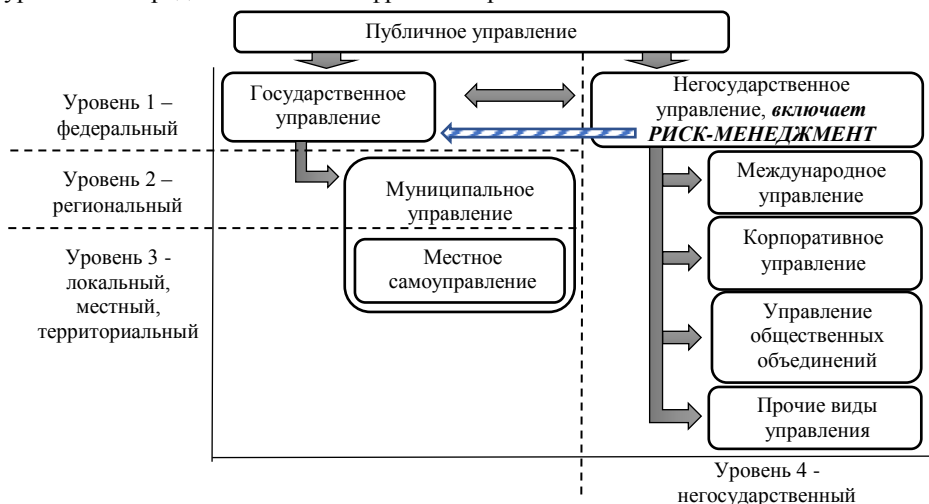 Публичное управление
Уровень 1 –
федеральный
Государственное
управление
Негосударственное
управление, включает
РИСК-МЕНЕДЖМЕНТ
Уровень 2 –
региональный
Муниципальное
управление
Международное
управление
Уровень 3 -
локальный,
местный,
территориальный
Местное
самоуправление
Корпоративное
управление
Управление
общественных
объединений
Прочие виды
управления
Уровень 4 -
негосударственный